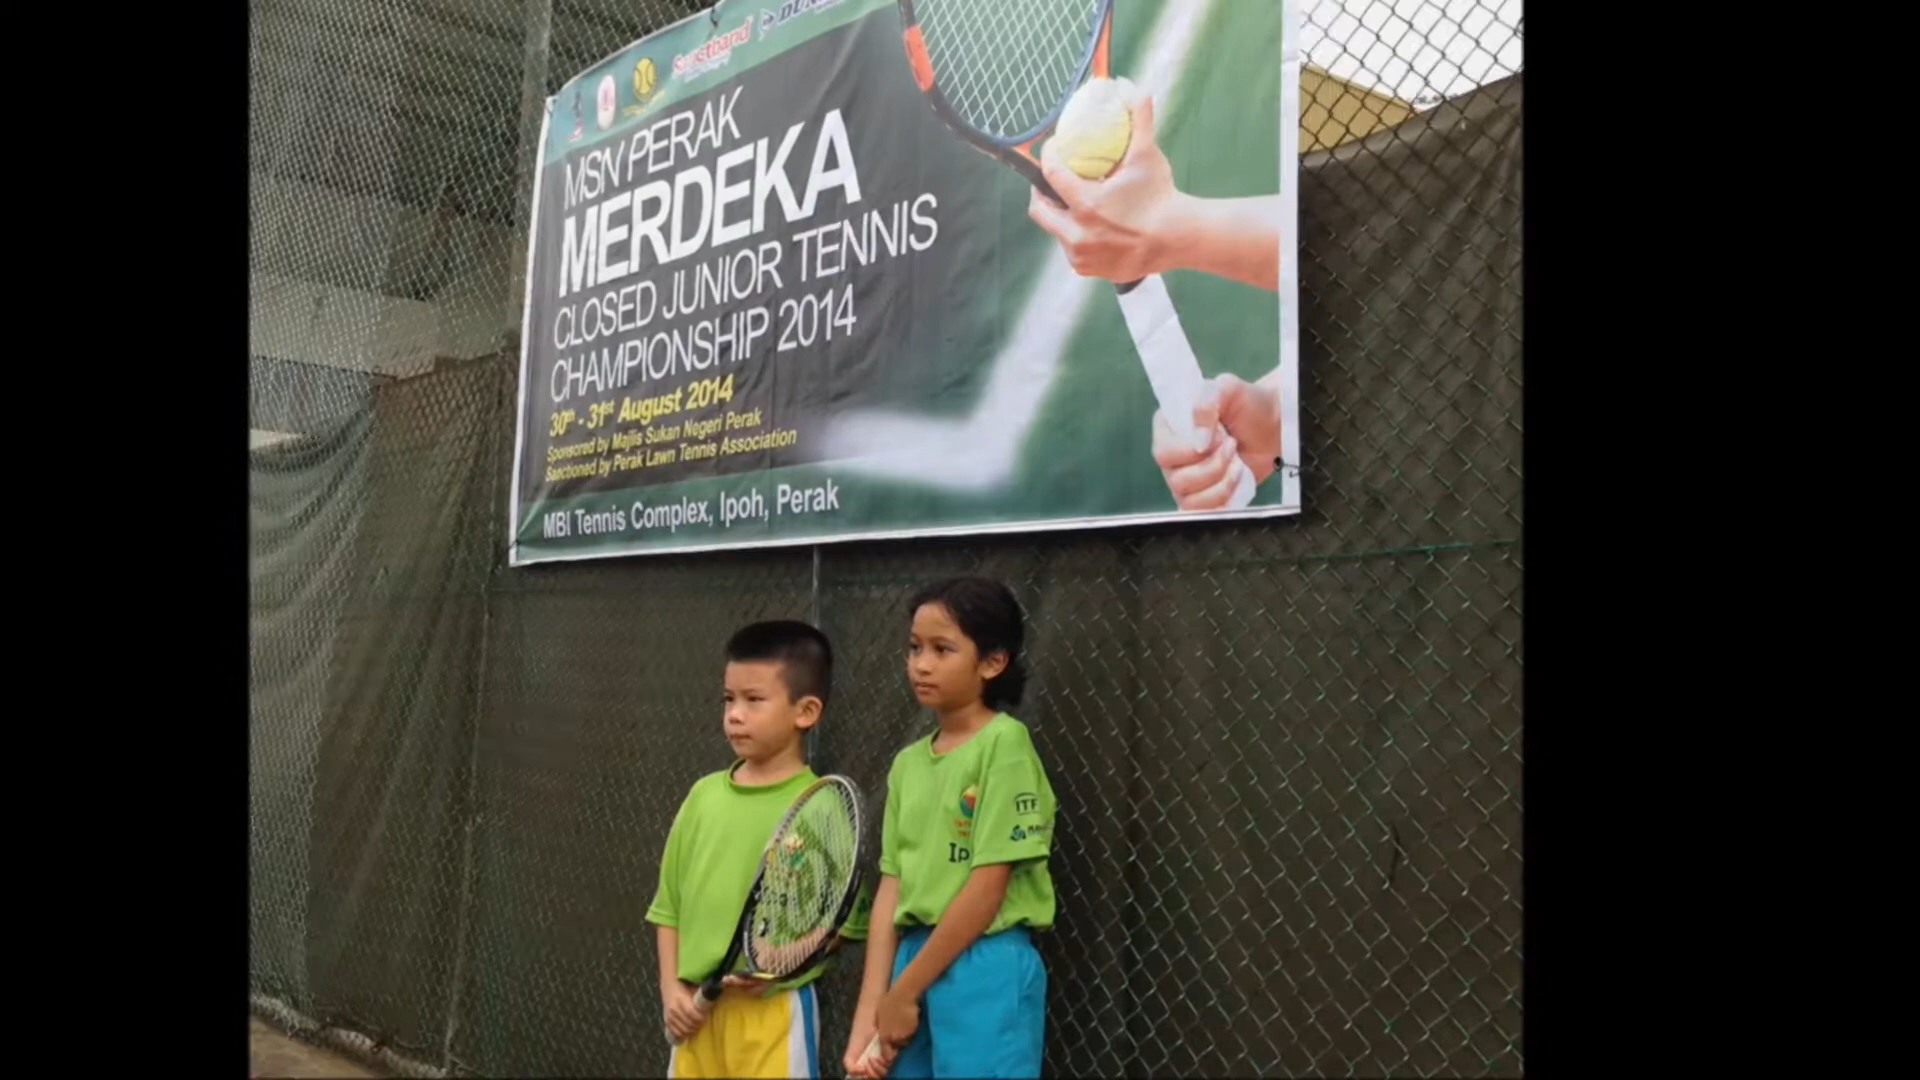 MSN PERAK
MERDEKA
CLOSED JUNIOR TENNIS
CHAMPIONSHIP 2014
30th - 31st August 2014
Sponsored by Majlis Sukan Negeri Perak
Sanctioned by Perak Lawn Tennis Association
MBI Tennis Complex, Ipoh, Perak
ITF
Ip